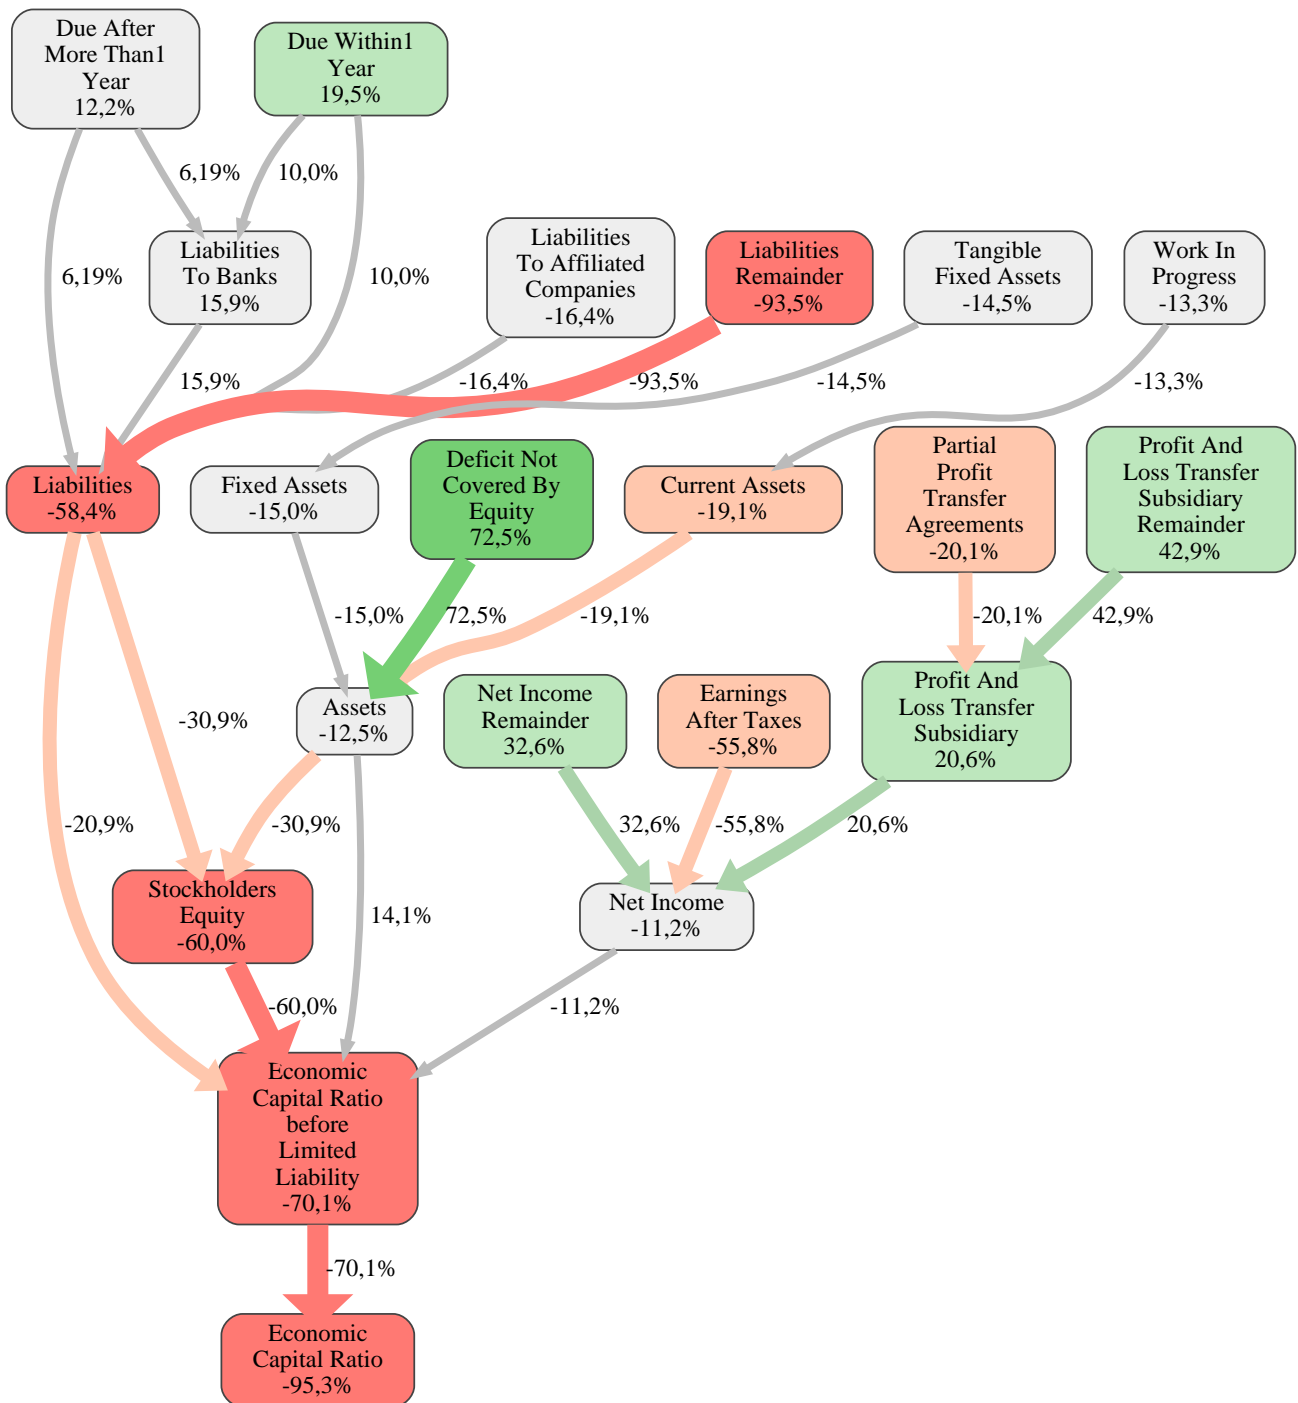 Due After
More Than1
Year
12,2%
Due Within1
Year
19,5%
6,19%
10,0%
6,19%
Liabilities
To Banks
15,9%
10,0%
Liabilities
To Affiliated
Companies
-16,4%
Liabilities
Remainder
-93,5%
Tangible
Fixed Assets
-14,5%
Work In
Progress
-13,3%
15,9%
-16,4%
-93,5%
-14,5%
-13,3%
Liabilities
-58,4%
Fixed Assets
-15,0%
Deficit Not
Covered By
Equity
72,5%
Current Assets
-19,1%
Partial
Profit
Transfer
Agreements
-20,1%
Profit And
Loss Transfer
Subsidiary
Remainder
42,9%
-15,0%
72,5%
-19,1%
-20,1%
42,9%
-30,9%
Assets
-12,5%
Net Income
Remainder
32,6%
Earnings
After Taxes
-55,8%
Profit And
Loss Transfer
Subsidiary
20,6%
-20,9%
-30,9%
32,6%
-55,8%
20,6%
Stockholders
Equity
-60,0%
14,1%
Net Income
-11,2%
-60,0%
-11,2%
Economic
Capital Ratio
before
Limited
Liability
-70,1%
-70,1%
Economic
Capital Ratio
-95,3%